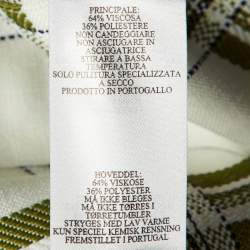 PRINCIPALE:
64% VISCOSA
36% POLIESTERE
NON CANDEGGIARE
NON ASCIUGARE IN
ASCIUGATRICE
STIRARE A BASSA
TEMPERATURA
SOLO PULITURA SPECIALIZZATA
A SECCO
PRODOTTO IN PORTOGALLO
HOVEDDEL:
64% VISKOSE
36% POLYESTER
MÅ IKKE BLEGES
MÅ IKKE TØRRES I
TØRRETUMBLER
STRYGES MED LAV VARME
KUN SPECIEL KEMISK RENSNING
FREMSTILLET I PORTUGAL